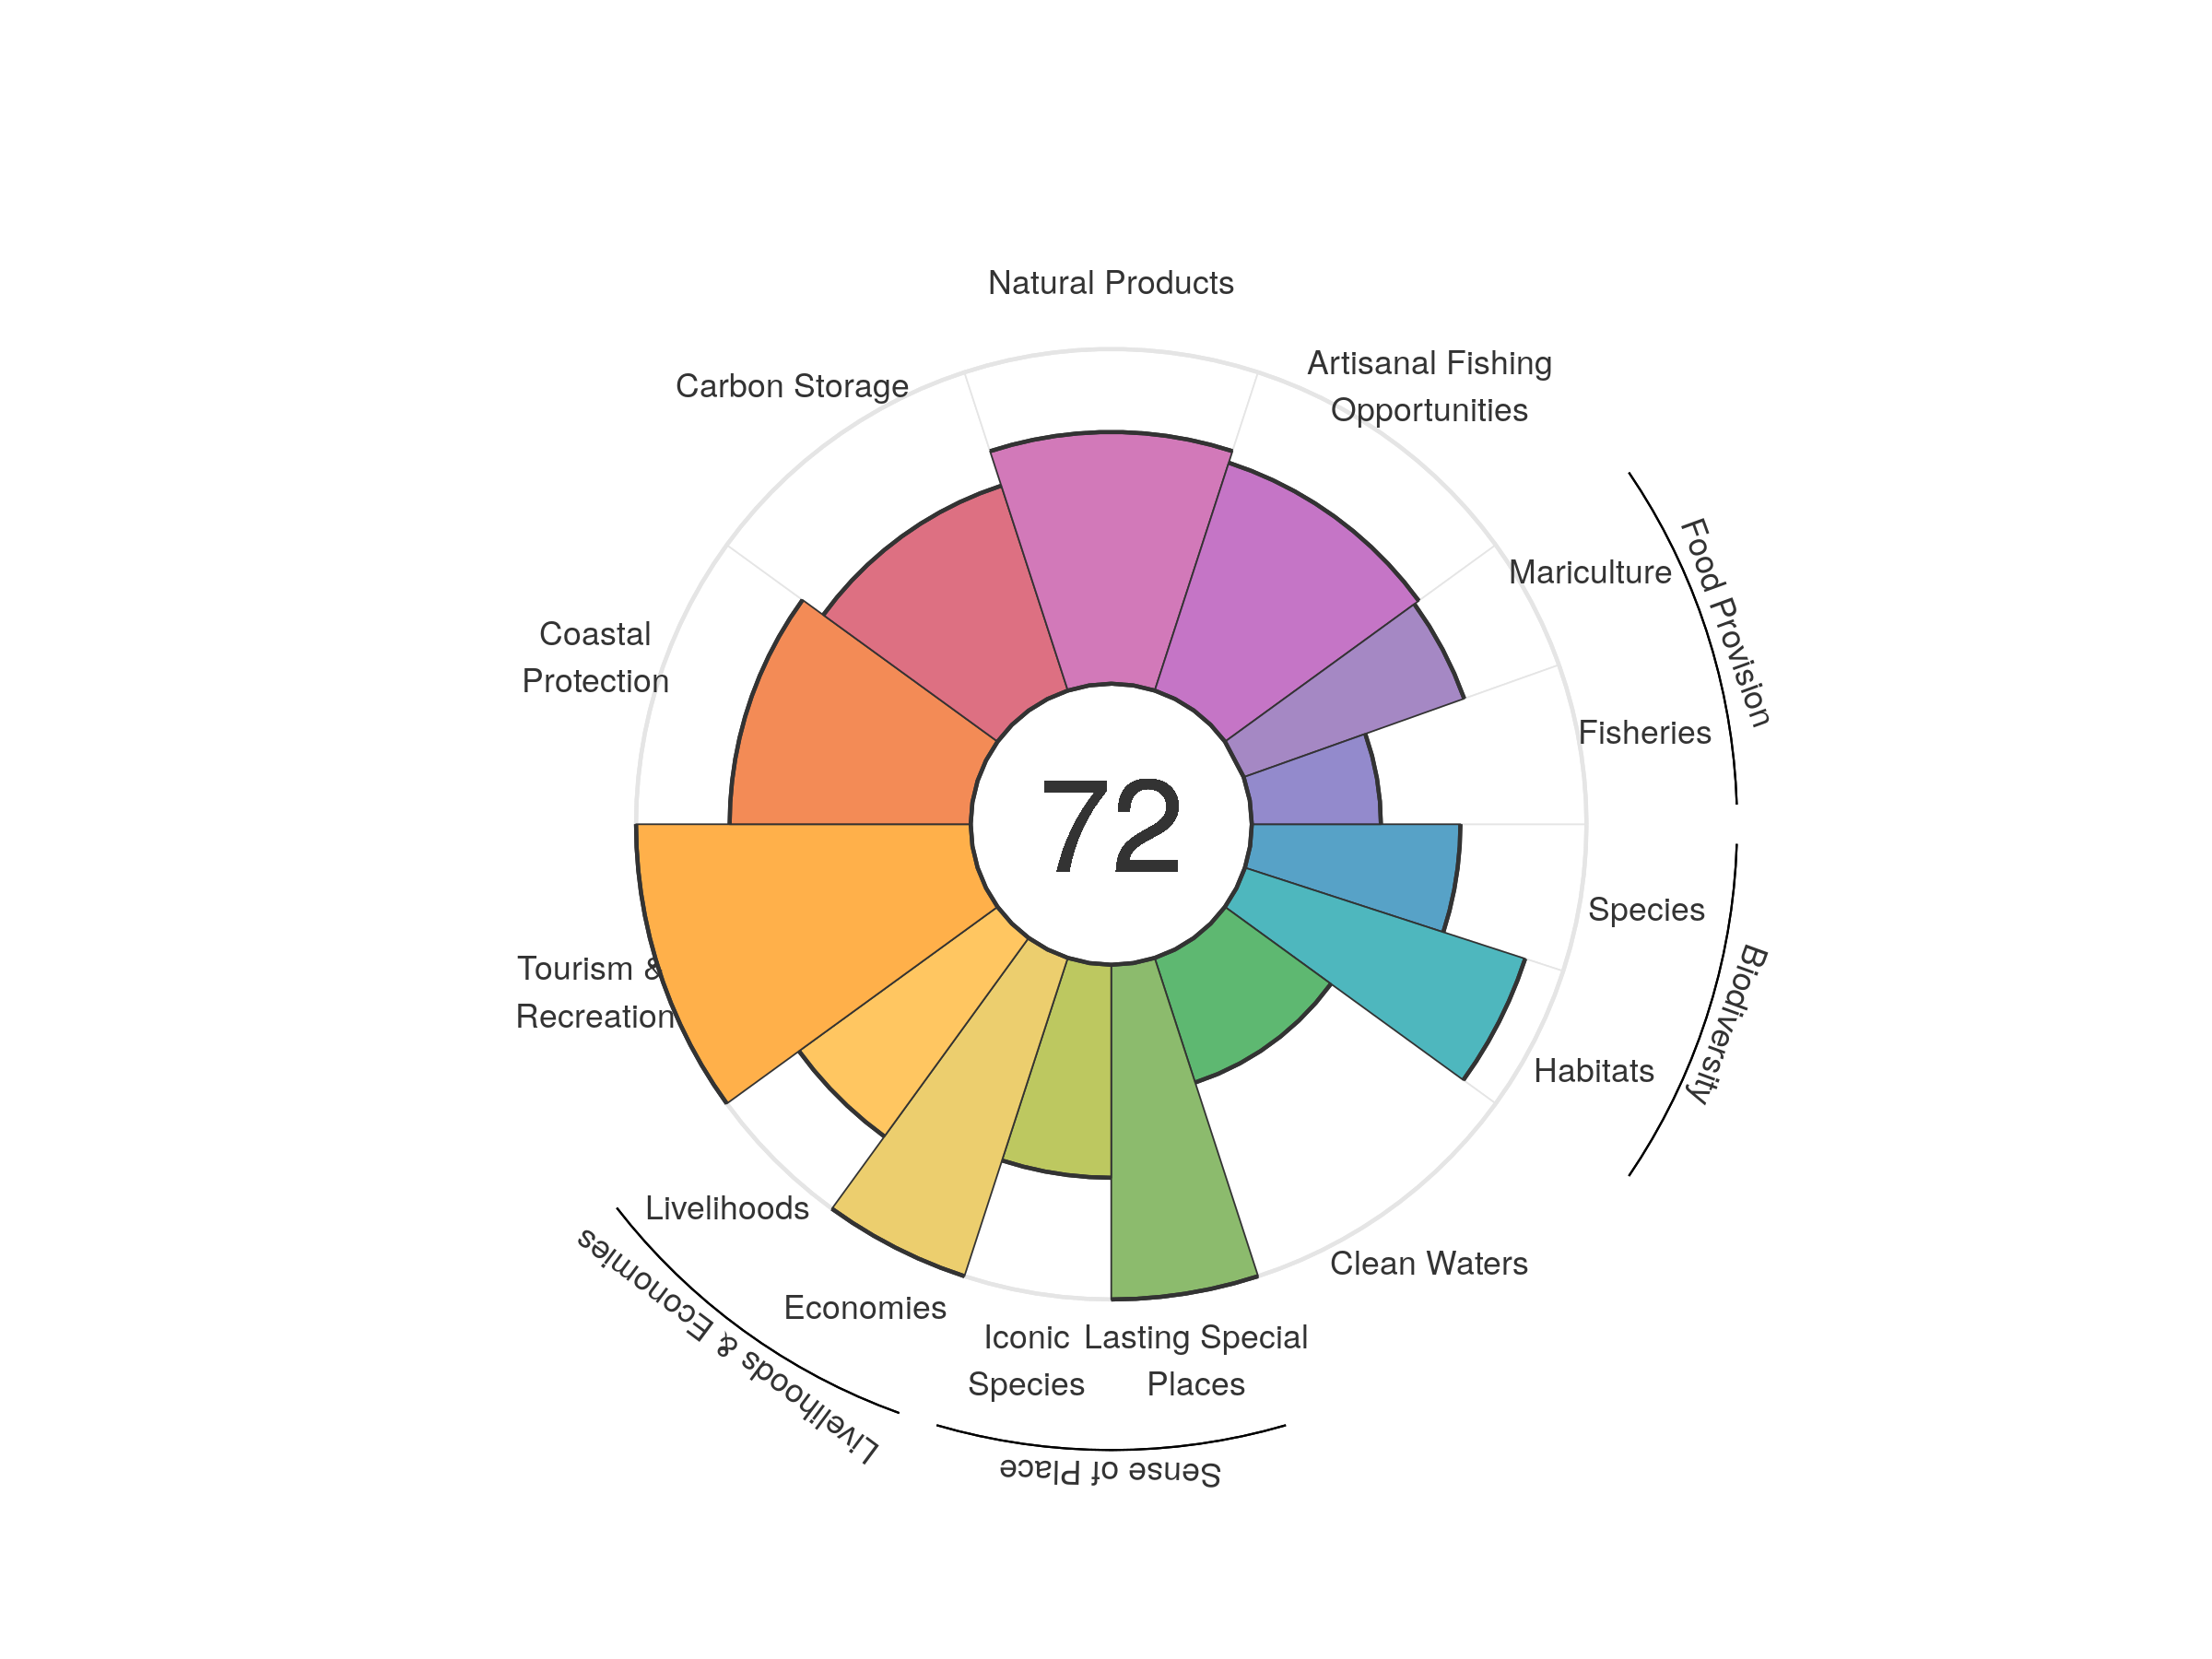 Natural Products
Artisanal Fishing
Opportunities
Carbon Storage
Mariculture
Food Provision
Coastal
Protection
Fisheries
72
Species
Biodiversity
Tourism &
Recreation
Habitats
Livelihoods
Clean Waters
Economies
Livelihoods & Economies
Iconic
Species
Lasting Special
Places
Sense of Place